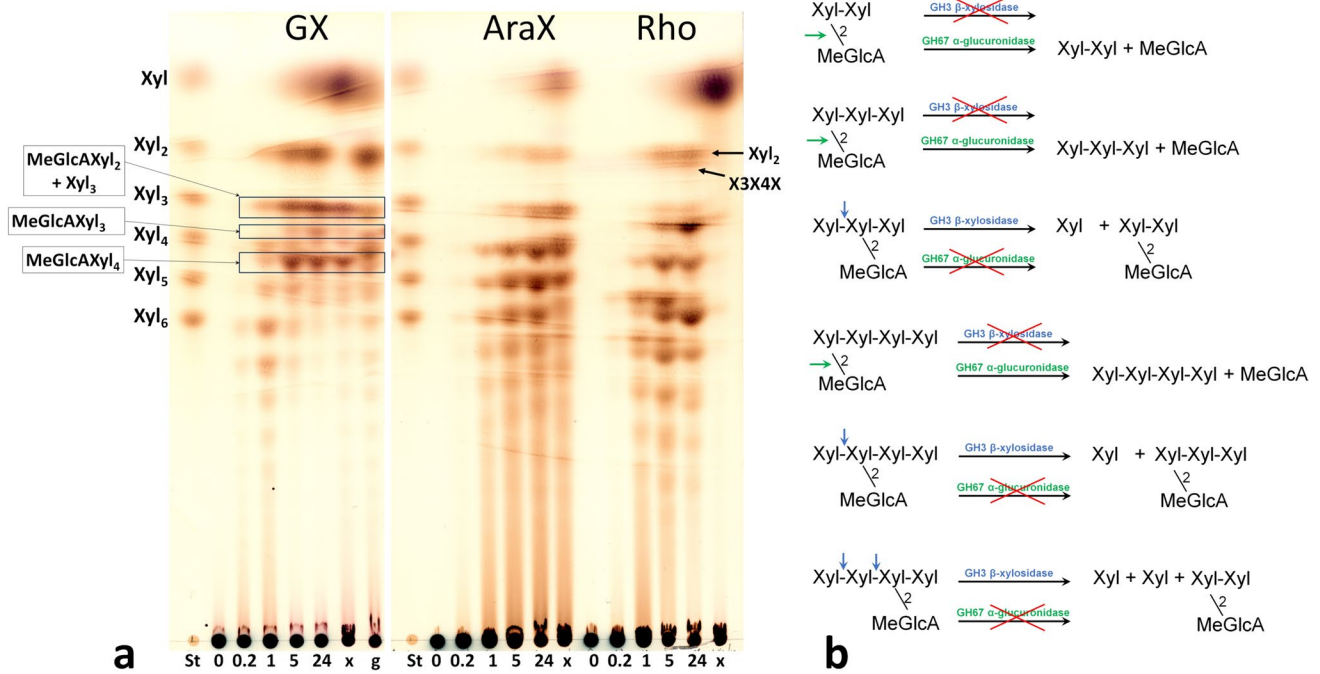 GX AraX Rho
Xyl
Xyl2
MeGlcAXyl2
+ Xyl3
Xyl3
MeGlcAXyl3
Xyl4
MeGlcAXyl4
Xyl5
Xyl6
Xyl2
X3X4X
St 0 0.2 1 5 24 x g
St 0 0.2 1 5 24 x 0 0.2 1 5 24 x
a
Xyl-Xyl
2
MeGlcA
GH3 β-xylosidase
GH67 α-glucuronidase
Xyl-Xyl + MeGlcA
Xyl-Xyl-Xyl
2
MeGlcA
GH3 β-xylosidase
GH67 α-glucuronidase
Xyl-Xyl-Xyl + MeGlcA
Xyl-Xyl-Xyl
2
MeGlcA
GH3 β-xylosidase
GH67 α-glucuronidase
Xyl + Xyl-Xyl
2
MeGlcA
Xyl-Xyl-Xyl-Xyl
2
MeGlcA
GH3 β-xylosidase
GH67 α-glucuronidase
Xyl-Xyl-Xyl-Xyl + MeGlcA
Xyl-Xyl-Xyl-Xyl
2
MeGlcA
GH3 β-xylosidase
GH67 α-glucuronidase
Xyl + Xyl-Xyl-Xyl
2
MeGlcA
Xyl-Xyl-Xyl-Xyl
2
MeGlcA
GH3 β-xylosidase
GH67 α-glucuronidase
Xyl + Xyl + Xyl-Xyl
2
MeGlcA
b